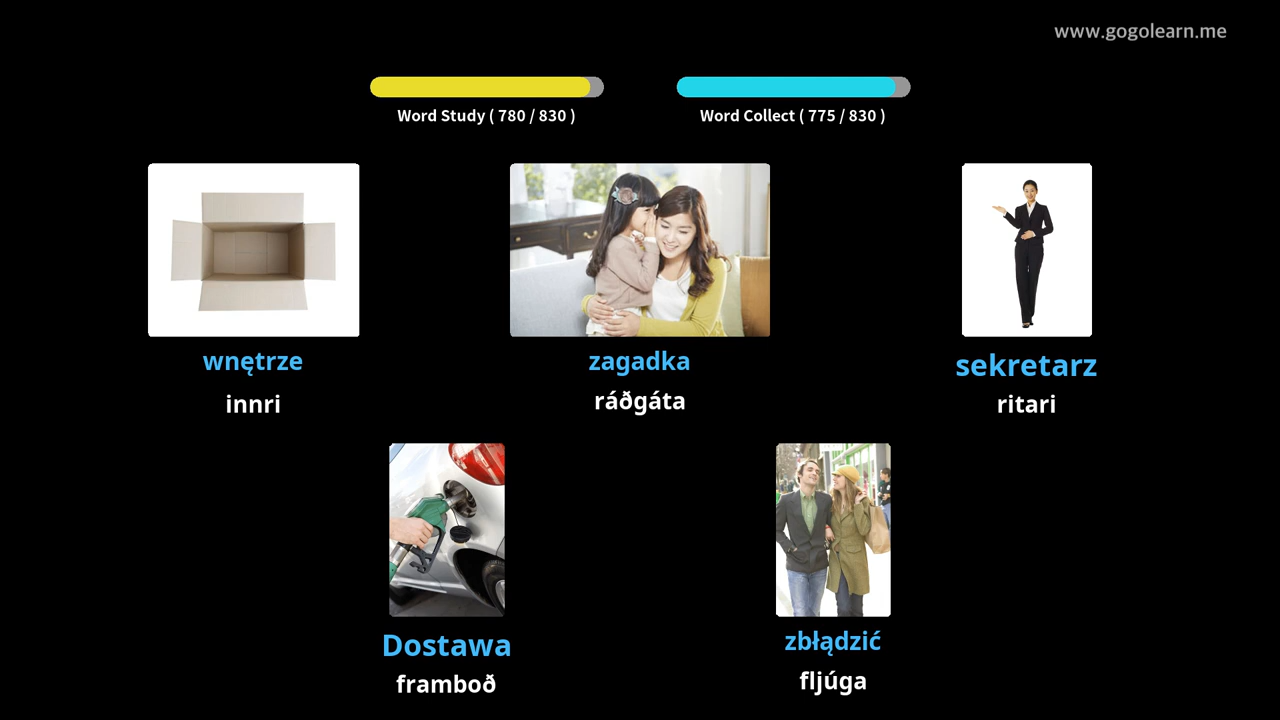 www.gogolearn.me
Word Study ( 780 / 830 )
Word Collect ( 775 / 830 )
wnętrze
innri
zagadka
ráðgáta
sekretarz
ritari
Dostawa
framboð
zbłądzić
fljúga